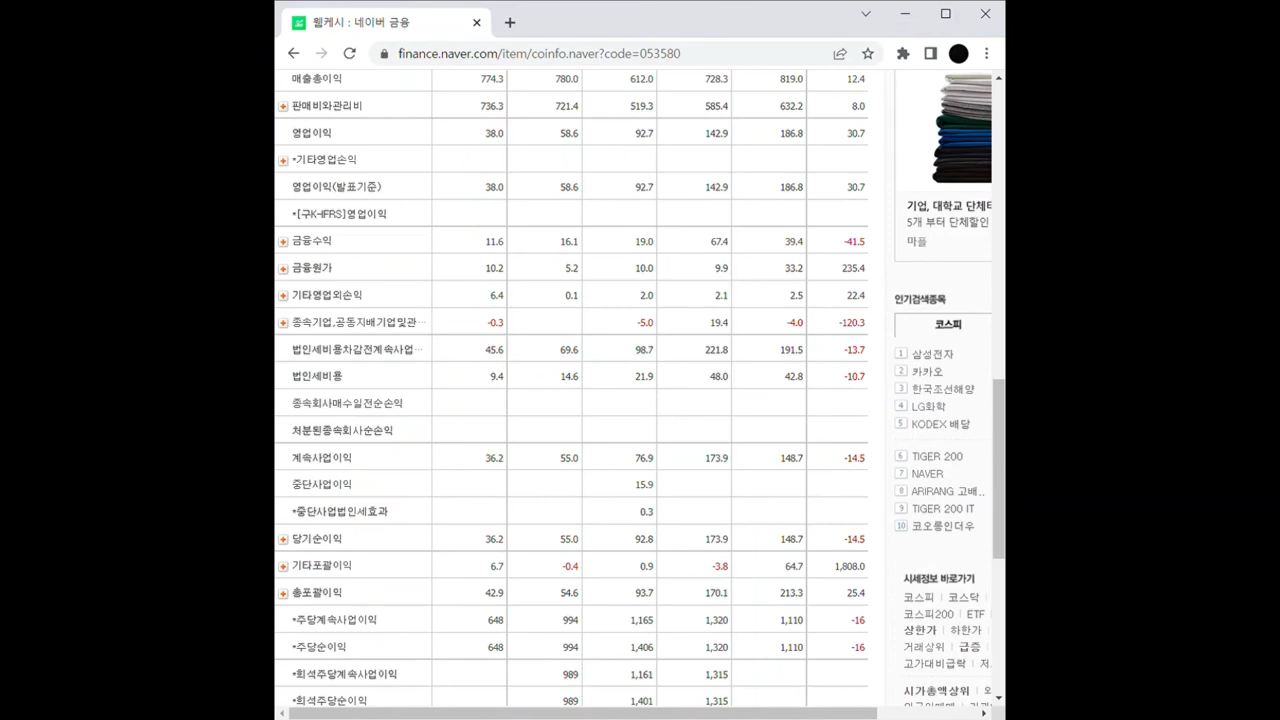 웹케시 : 네이버 금융
finance.naver.com/item/coinfo.naver?code=053580
매출총이익 774.3 780.0 612.0 728.3 819.0 12.4
판매비와관리비 736.3 721.4 519.3 585.4 632.2 8.0
영업이익 38.0 58.6 92.7 142.9 186.8 30.7
*기타영업손익
영업이익(발표기준) 38.0 58.6 92.7 142.9 186.8 30.7
*[구K-IFRS]영업이익
금융수익 11.6 16.1 19.0 67.4 39.4 -41.5
금융원가 10.2 5.2 10.0 9.9 33.2 235.4
기타영업외손익 6.4 0.1 2.0 2.1 2.5 22.4
종속기업,공동지배기업및관··· -0.3 -5.0 19.4 -4.0 -120.3
법인세비용차감전계속사업··· 45.6 69.6 98.7 221.8 191.5 -13.7
법인세비용 9.4 14.6 21.9 48.0 42.8 -10.7
종속회사매수일전순손익
처분된종속회사순손익
계속사업이익 36.2 55.0 76.9 173.9 148.7 -14.5
중단사업이익 15.9
*중단사업법인세효과 0.3
당기순이익 36.2 55.0 92.8 173.9 148.7 -14.5
기타포괄이익 6.7 -0.4 0.9 -3.8 64.7 1,808.0
총포괄이익 42.9 54.6 93.7 170.1 213.3 25.4
*주당계속사업이익 648 994 1,165 1,320 1,110 -16
*주당순이익 648 994 1,406 1,320 1,110 -16
*희석주당계속사업이익 989 1,161 1,315
*희석주당순이익 989 1,401 1,315
기업, 대학교 단체티
5개 부터 단체할인
마플
인기검색종목
코스피
1 삼성전자
2 카카오
3 한국조선해양
4 LG화학
5 KODEX 배당
6 TIGER 200
7 NAVER
8 ARIRANG 고배..
9 TIGER 200 IT
10 코오롱인더우
시세정보 바로가기
코스피 | 코스닥 |
코스피200 | ETF
상한가 | 하한가 |
거래상위 | 급증 |
고가대비급락 | 저
시가총액상위 |